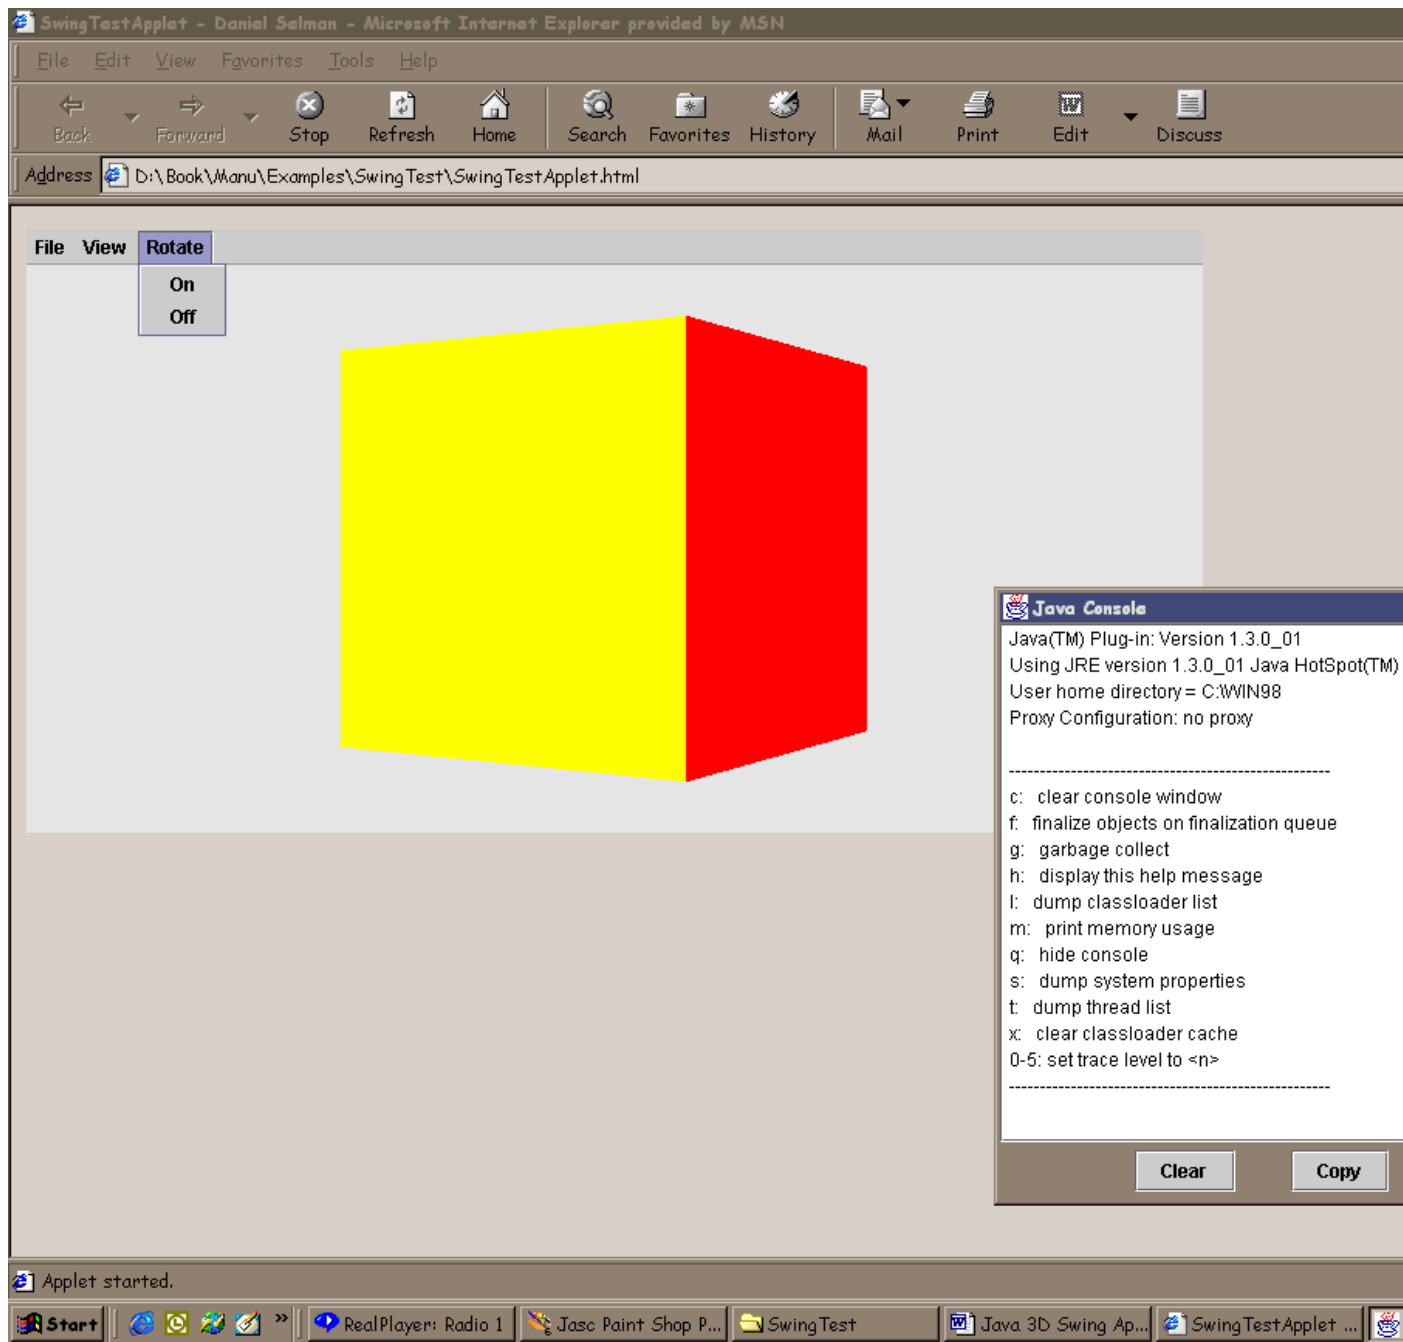 SwingTestApplet - Daniel Selman - Microsoft Internet Explorer provided by MSN
File Edit View Favorites Tools Help
Back Forward Stop Refresh Home Search Favorites History Mail Print Edit Discuss
Address D:\Book\Manu\Examples\SwingTest\SwingTestApplet.html
File View Rotate
On
Off
Java Console
Java(TM) Plug-in: Version 1.3.0_01
Using JRE version 1.3.0_01 Java HotSpot(TM)
User home directory = C:\WIN98
Proxy Configuration: no proxy
----------------------------------------------------
c: clear console window
f: finalize objects on finalization queue
g: garbage collect
h: display this help message
l: dump classloader list
m: print memory usage
q: hide console
s: dump system properties
t: dump thread list
x: clear classloader cache
0-5: set trace level to <n>
----------------------------------------------------
Clear Copy
Applet started.
Start » RealPlayer: Radio 1 Jasc Paint Shop P... SwingTest Java 3D Swing Ap... SwingTestApplet ...